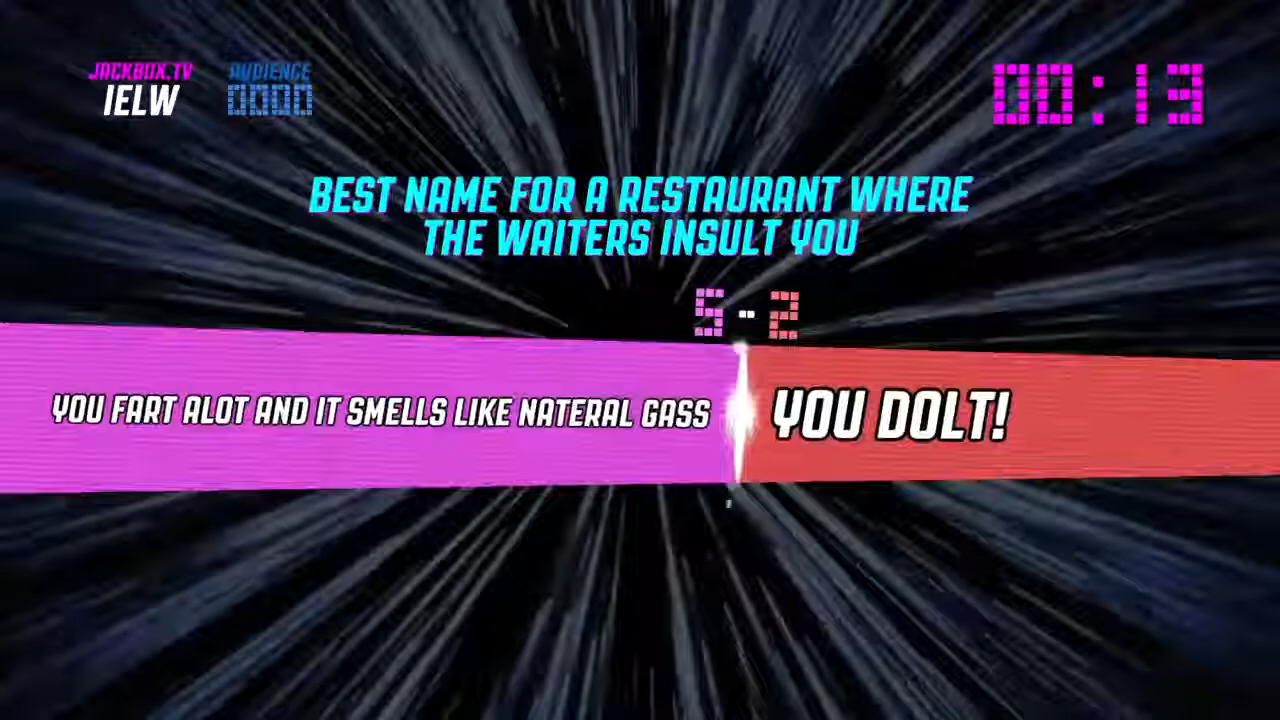 JACKBOX.TV
IELW
AUDIENCE
0000
00:13
BEST NAME FOR A RESTAURANT WHERE
THE WAITERS INSULT YOU
5-2
YOU FART ALOT AND IT SMELLS LIKE NATERAL GASS
YOU DOLT!